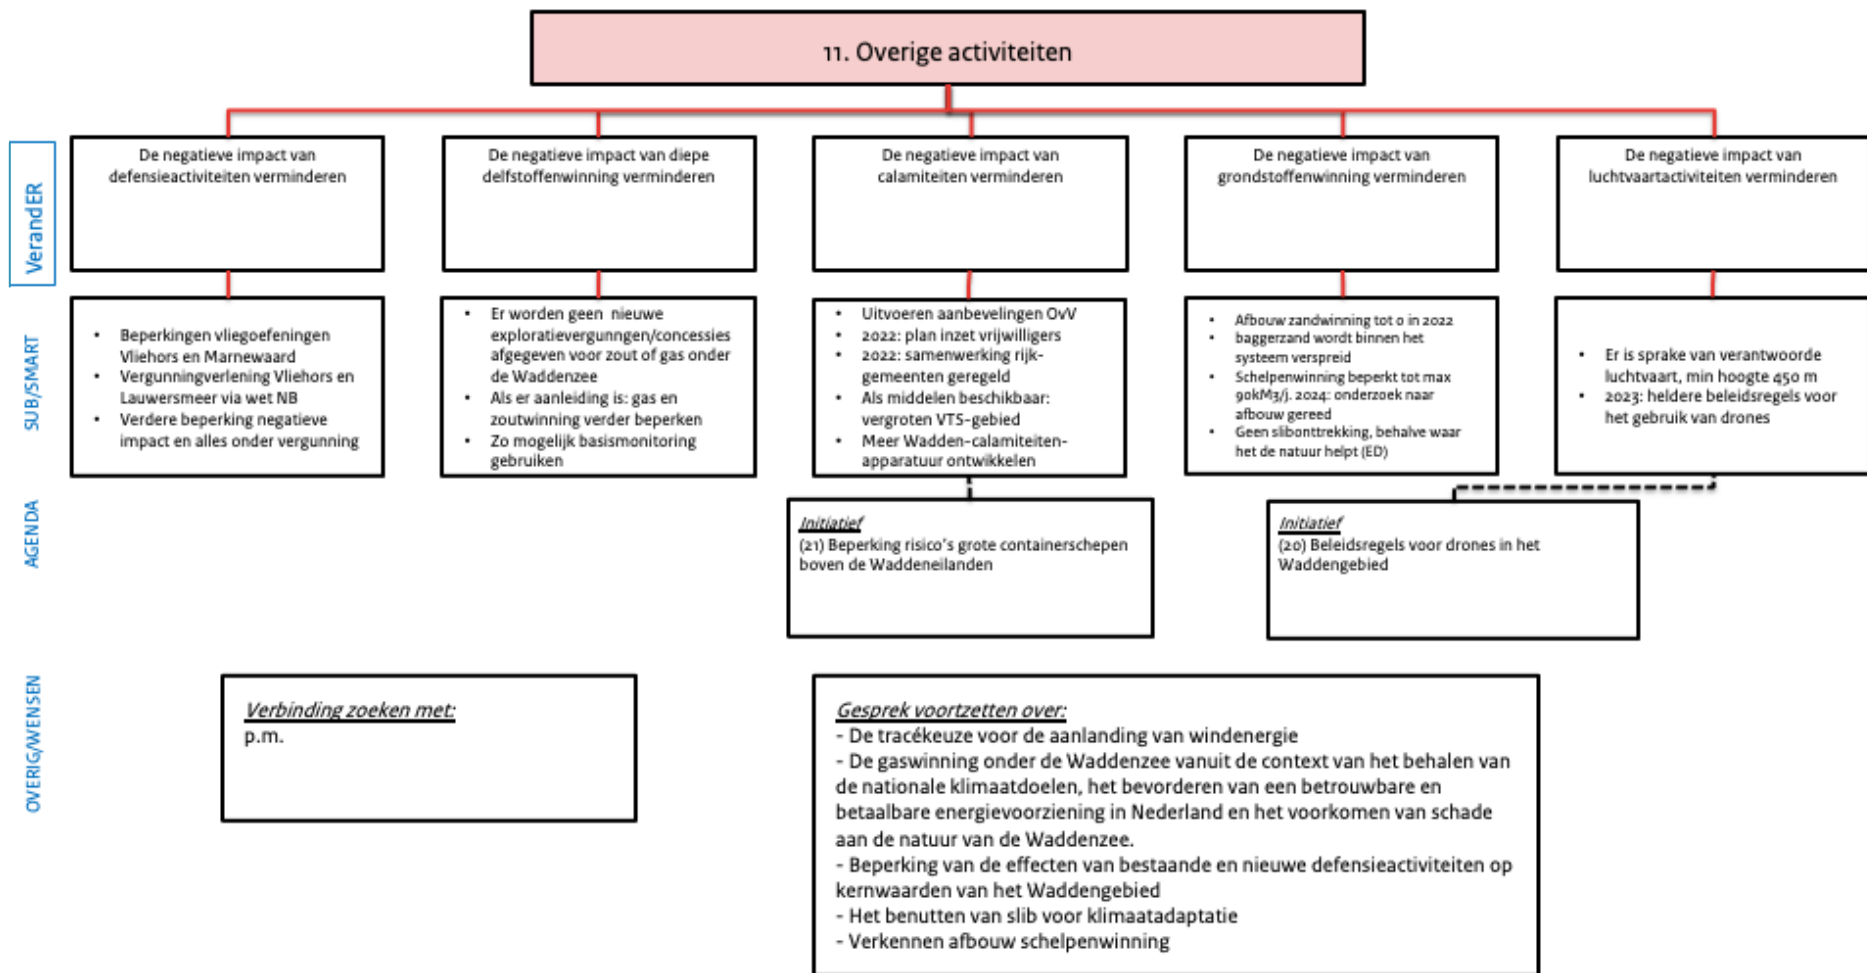 11. Overige activiteiten
VerandER
De negatieve impact van
defensieactiviteiten verminderen
De negatieve impact van diepe
delfstoffenwinning verminderen
De negatieve impact van
calamiteiten verminderen
De negatieve impact van
grondstoffenwinning verminderen
De negatieve impact van
luchtvaartactiviteiten verminderen
SUB/SMART
• Beperkingen vliegoefeningen
Vliehors en Marnewaard
• Vergunningverlening Vliehors en
Lauwersmeer via wet NB
• Verdere beperking negatieve
impact en alles onder vergunning
• Er worden geen nieuwe
exploratievergunngen/concessies
afgegeven voor zout of gas onder
de Waddenzee
• Als er aanleiding is: gas en
zoutwinning verder beperken
• Zo mogelijk basismonitoring
gebruiken
• Uitvoeren aanbevelingen OvV
• 2022: plan inzet vrijwilligers
• 2022: samenwerking rijk-
gemeenten geregeld
• Als middelen beschikbaar:
vergroten VTS-gebied
• Meer Wadden-calamiteiten-
apparatuur ontwikkelen
• Afbouw zandwinning tot 0 in 2022
• baggerzand wordt binnen het
systeem verspreid
• Schelpenwinning beperkt tot max
90kM3/j. 2024: onderzoek naar
afbouw gereed
• Geen slibonttrekking, behalve waar
het de natuur helpt (ED)
• Er is sprake van verantwoorde
luchtvaart, min hoogte 450 m
• 2023: heldere beleidsregels voor
het gebruik van drones
AGENDA
Initiatief
(21) Beperking risico's grote containerschepen
boven de Waddeneilanden
Initiatief
(20) Beleidsregels voor drones in het
Waddengebied
OVERIG/WENSEN
Verbinding zoeken met:
p.m.
Gesprek voortzetten over:
- De tracékeuze voor de aanlanding van windenergie
- De gaswinning onder de Waddenzee vanuit de context van het behalen van
de nationale klimaatdoelen, het bevorderen van een betrouwbare en
betaalbare energievoorziening in Nederland en het voorkomen van schade
aan de natuur van de Waddenzee.
- Beperking van de effecten van bestaande en nieuwe defensieactiviteiten op
kernwaarden van het Waddengebied
- Het benutten van slib voor klimaatadaptatie
- Verkennen afbouw schelpenwinning